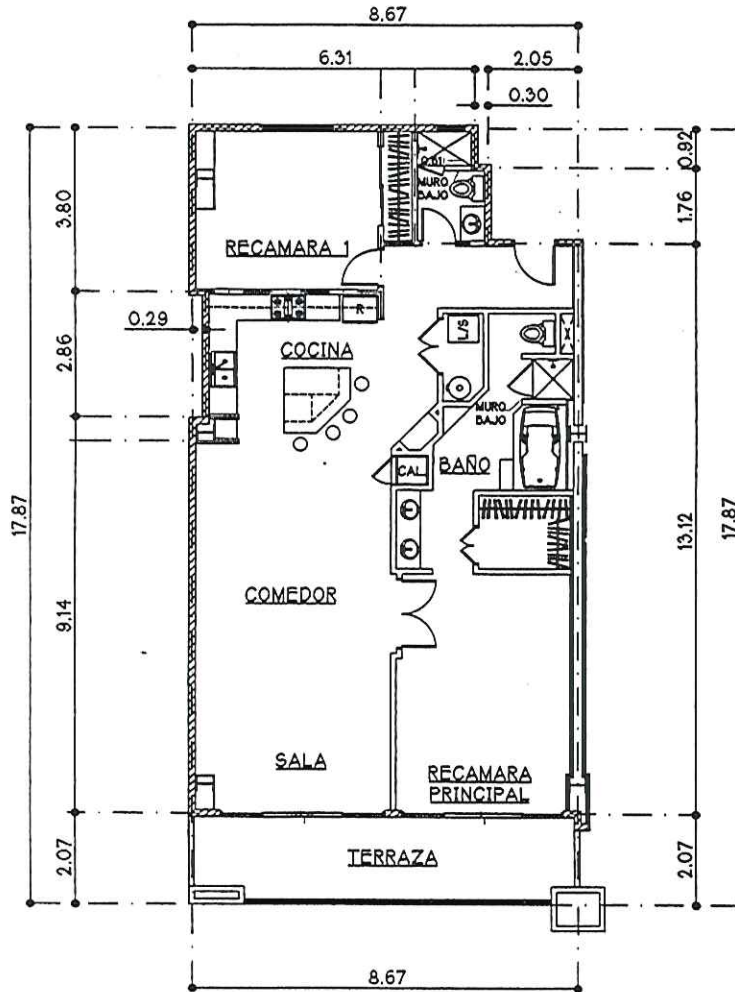 8.67
6.31
2.05
0.30
0.92
1.76
3.80
0.61
MURO
BAJO
RECAMARA 1
R
L/S
0.29
2.86
COCINA
MURO
BAJO
CAL
BAÑO
17.87
13.12
17.87
9.14
COMEDOR
SALA
RECAMARA
PRINCIPAL
TERRAZA
2.07
2.07
8.67